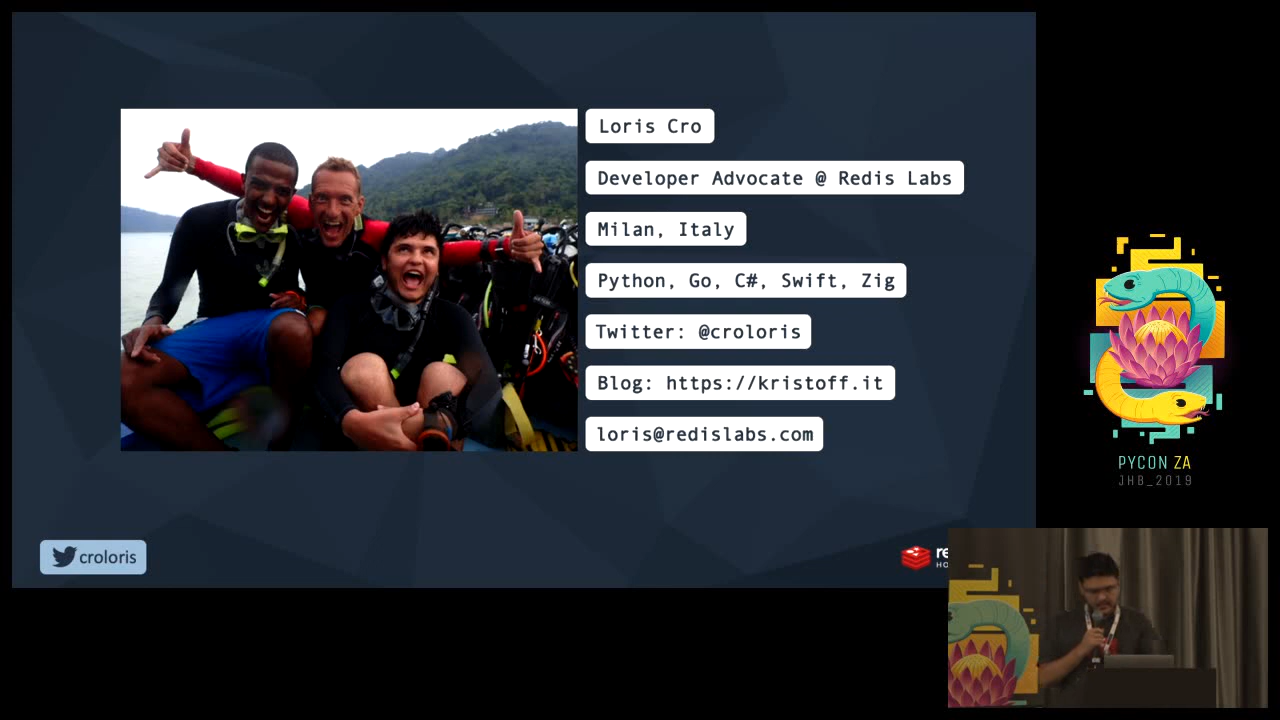 Loris Cro
Developer Advocate @ Redis Labs
Milan, Italy
Python, Go, C#, Swift, Zig
Twitter: @croloris
Blog: https://kristoff.it
loris@redislabs.com
croloris
PYCON ZA
JHB_2019